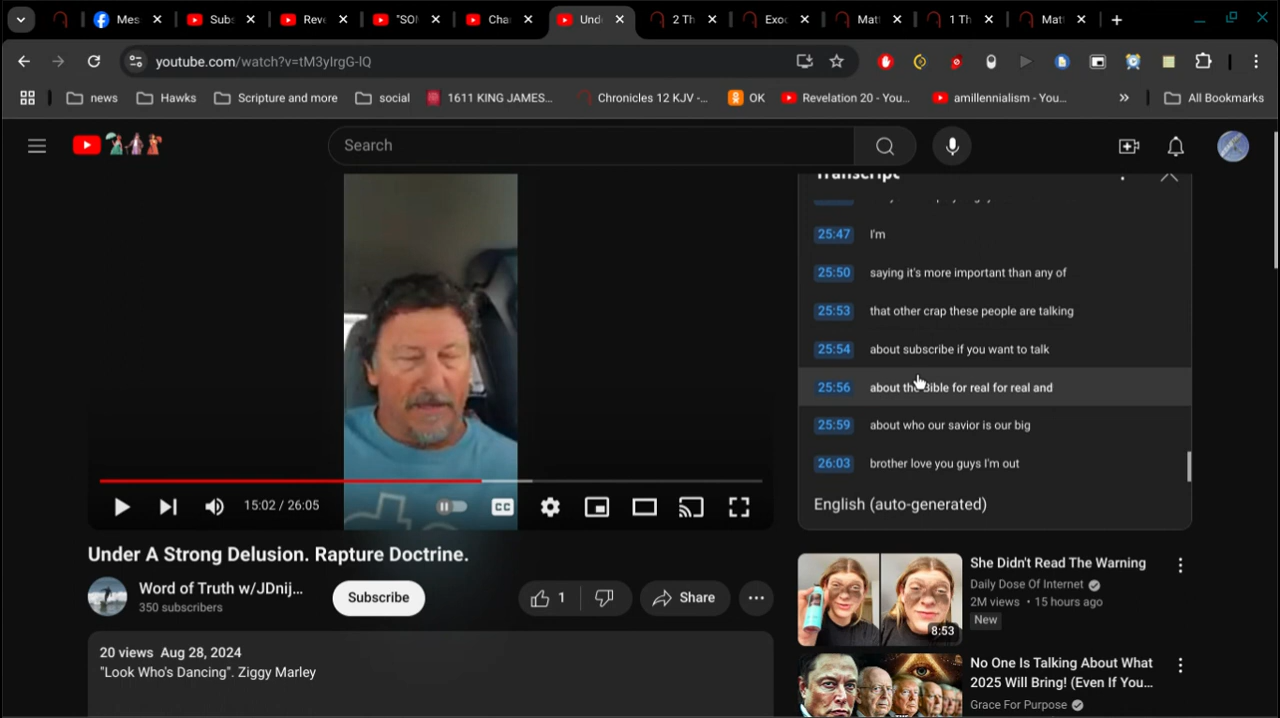 Mes
Sub:
Reve
"SOI
Chai
Und
2 Th
Exoc
Matt
1 Th
Matt
youtube.com/watch?v=tM3yIrgG-lQ
news
Hawks
Scripture and more
social
1611 KING JAMES...
Chronicles 12 KJV -...
OK
Revelation 20 - You...
amillennialism - You...
All Bookmarks
Search
Transcript
25:47 I'm
25:50 saying it's more important than any of
25:53 that other crap these people are talking
25:54 about subscribe if you want to talk
25:56 about the Bible for real for real and
25:59 about who our savior is our big
26:03 brother love you guys I'm out
English (auto-generated)
15:02 / 26:05
CC
Under A Strong Delusion. Rapture Doctrine.
Word of Truth w/JDnij...
350 subscribers
Subscribe
1
Share
20 views Aug 28, 2024
"Look Who's Dancing". Ziggy Marley
She Didn't Read The Warning
Daily Dose Of Internet
2M views • 15 hours ago
New
8:53
No One Is Talking About What
2025 Will Bring! (Even If You...
Grace For Purpose